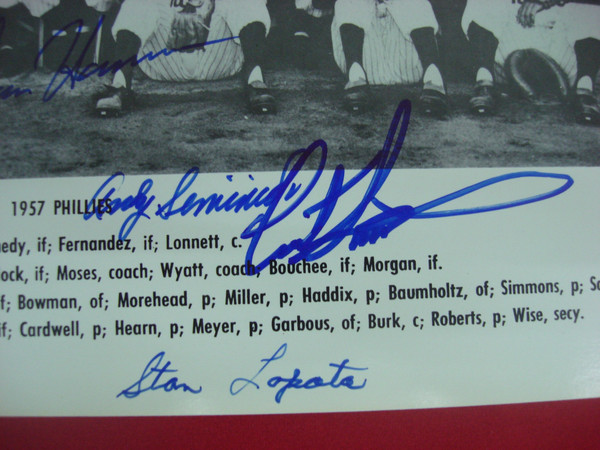 1957 PHILLIES
Andy Seminick
edy, if; Fernandez, if; Lonnett, c.
ock, if; Moses, coach; Wyatt, coach; Bouchee, if; Morgan, if.
f; Bowman, of; Morehead, p; Miller, p; Haddix, p; Baumholtz, of; Simmons, p; Sa
if; Cardwell, p; Hearn, p; Meyer, p; Garbous, of; Burk, c; Roberts, p; Wise, secy.
Stan Lopata